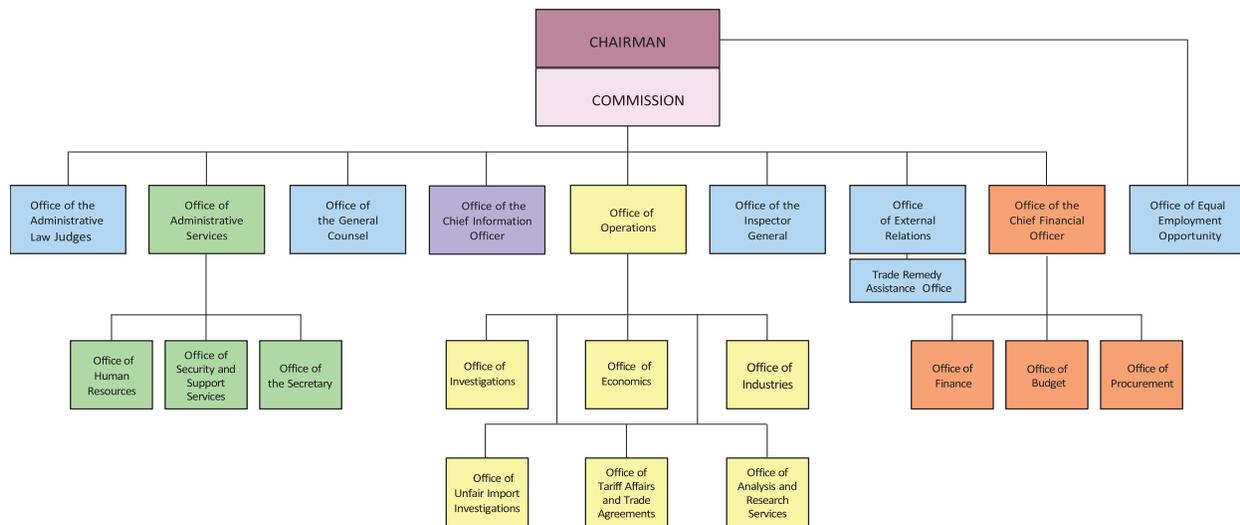 CHAIRMAN
COMMISSION
Office of the
Administrative
Law Judges
Office of
Administrative
Services
Office of
the General
Counsel
Office of the
Chief Information
Officer
Office of
Operations
Office of the
Inspector
General
Office
of External
Relations
Office of the
Chief Financial
Officer
Office of Equal
Employment
Opportunity
Trade Remedy
Assistance Office
Office of
Human
Resources
Office of
Security and
Support
Services
Office of
the Secretary
Office of
Investigations
Office of
Economics
Office of
Industries
Office of
Finance
Office of
Budget
Office of
Procurement
Office of
Unfair Import
Investigations
Office of
Tariff Affairs
and Trade
Agreements
Office of
Analysis and
Research
Services